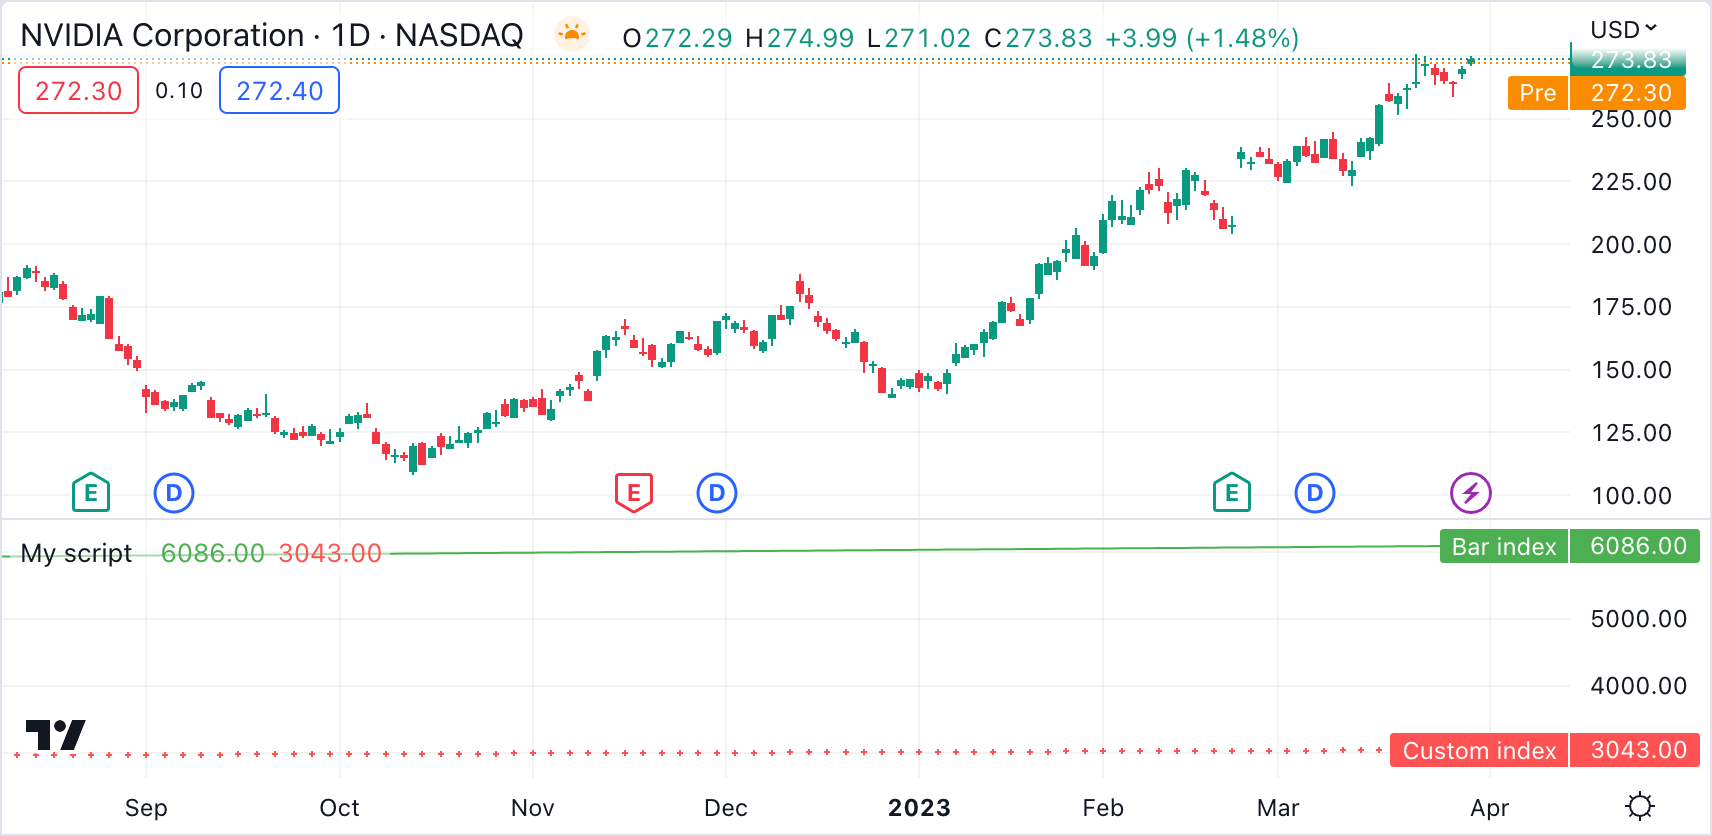 NVIDIA Corporation · 1D · NASDAQ O272.29 H274.99 L271.02 C273.83 +3.99 (+1.48%) USD
273.83
272.30 0.10 272.40 Pre 272.30
250.00
225.00
200.00
175.00
150.00
125.00
E D E D E D 100.00
My script 6086.00 3043.00 Bar index 6086.00
5000.00
4000.00
Custom index 3043.00
Sep Oct Nov Dec 2023 Feb Mar Apr